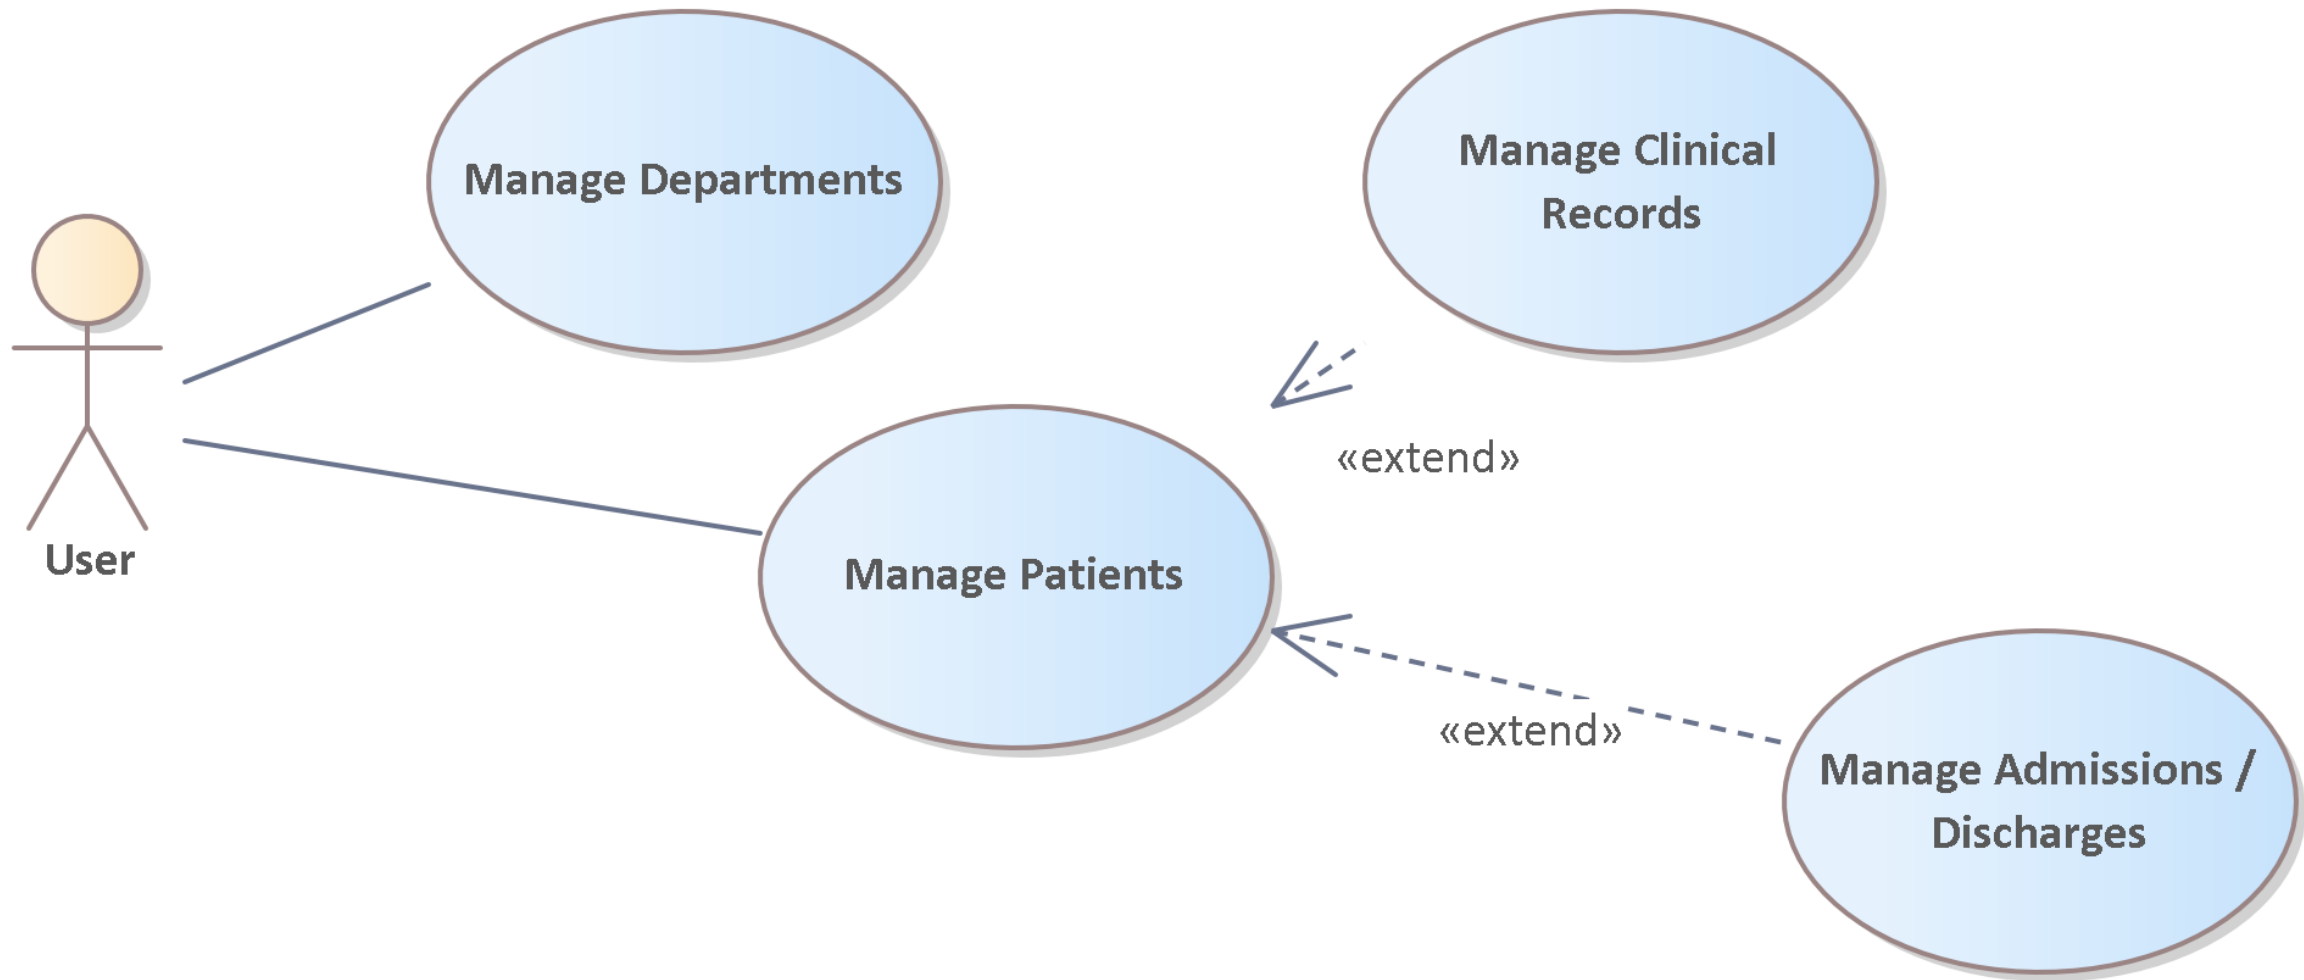 Manage Departments
Manage Clinical
Records
User
«extend»
Manage Patients
«extend»
Manage Admissions /
Discharges